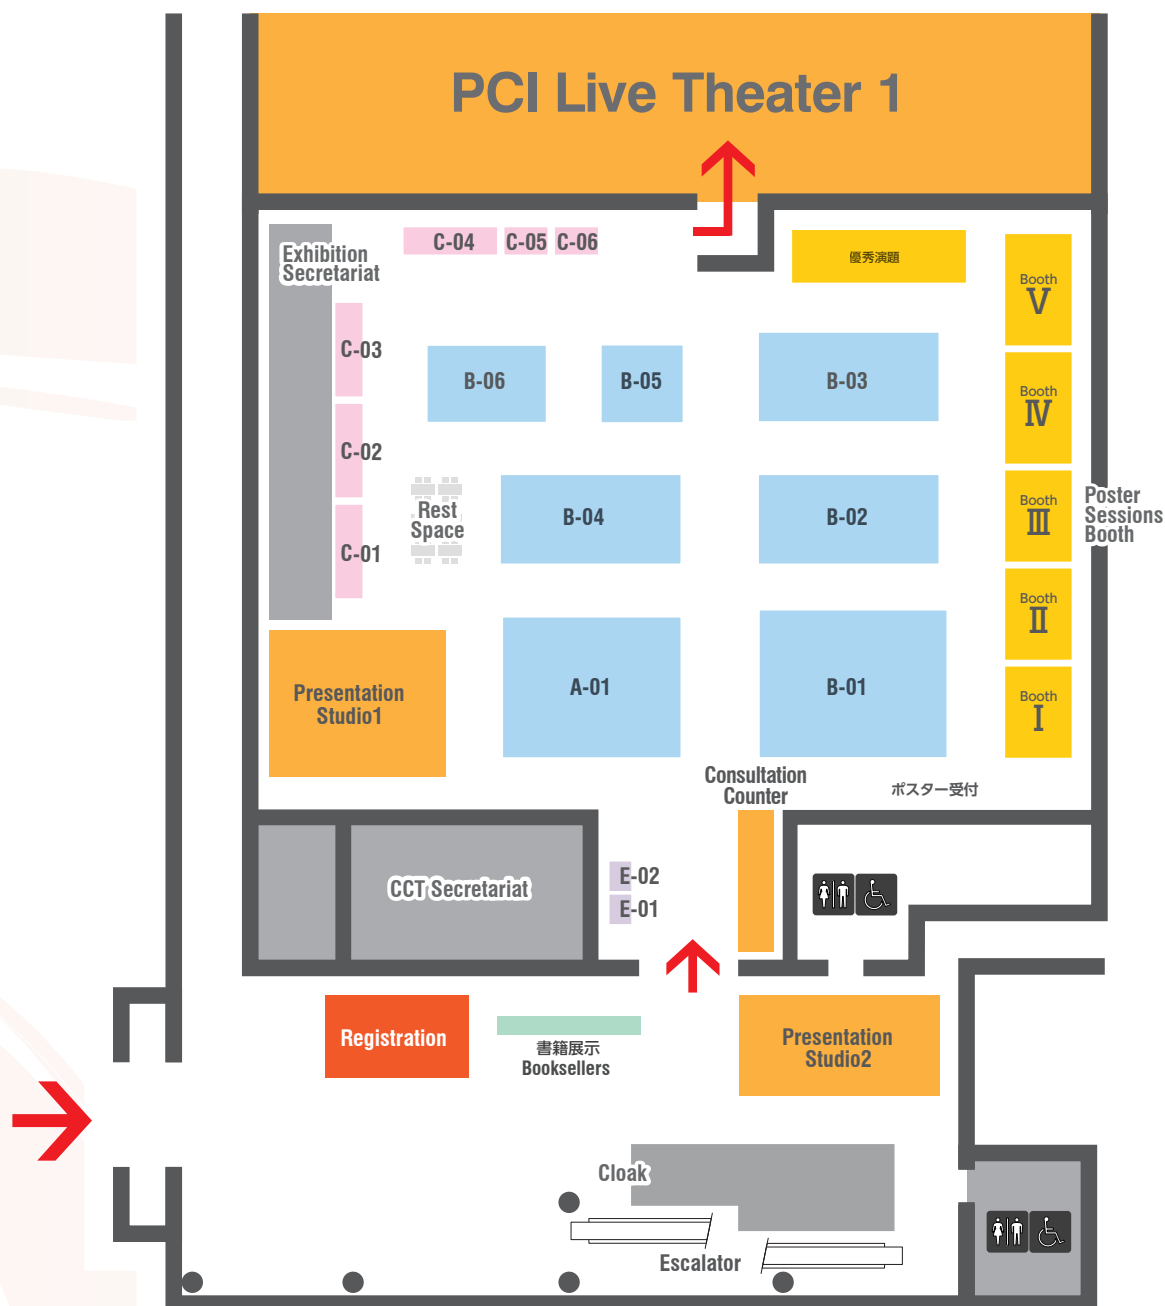 PCI Live Theater 1
Exhibition
Secretariat
C-04
C-05
C-06
優秀演題
Booth
V
C-03
B-06
B-05
B-03
Booth
IV
C-02
Rest
Space
B-04
B-02
Booth
III
Poster
Sessions
Booth
C-01
Booth
II
Presentation
Studio1
A-01
B-01
Booth
I
Consultation
Counter
ポスター受付
CCT Secretariat
E-02
E-01
Registration
書籍展示
Booksellers
Presentation
Studio2
Cloak
Escalator